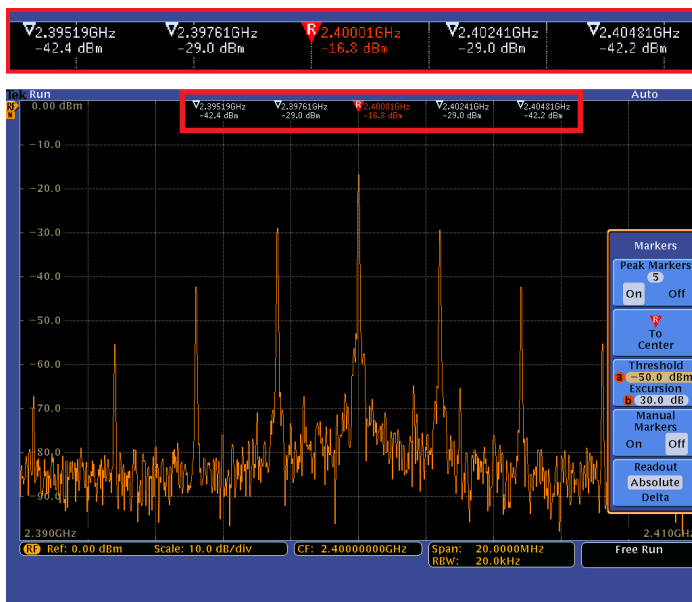 2.39519GHz 2.39761GHz R 2.40001GHz 2.40241GHz 2.40481GHz
-42.4 dBm -29.0 dBm -16.8 dBm -29.0 dBm -42.2 dBm
Tek Run Auto
RF
N
0.00 dBm
2.39519GHz 2.39761GHz R 2.40001GHz 2.40241GHz 2.40481GHz
-42.4 dBm -29.0 dBm -16.8 dBm -29.0 dBm -42.2 dBm
-10.0
-20.0
-30.0
-40.0
-50.0
-60.0
-70.0
-80.0
-90.0
Markers
Peak Markers
5
On Off
R
To
Center
Threshold
a -50.0 dBm
Excursion
b 30.0 dB
Manual
Markers
On Off
Readout
Absolute
Delta
2.390GHz 2.410GHz
RF Ref: 0.00 dBm Scale: 10.0 dB/div CF: 2.40000000GHz Span: 20.0000MHz Free Run
RBW: 20.0kHz